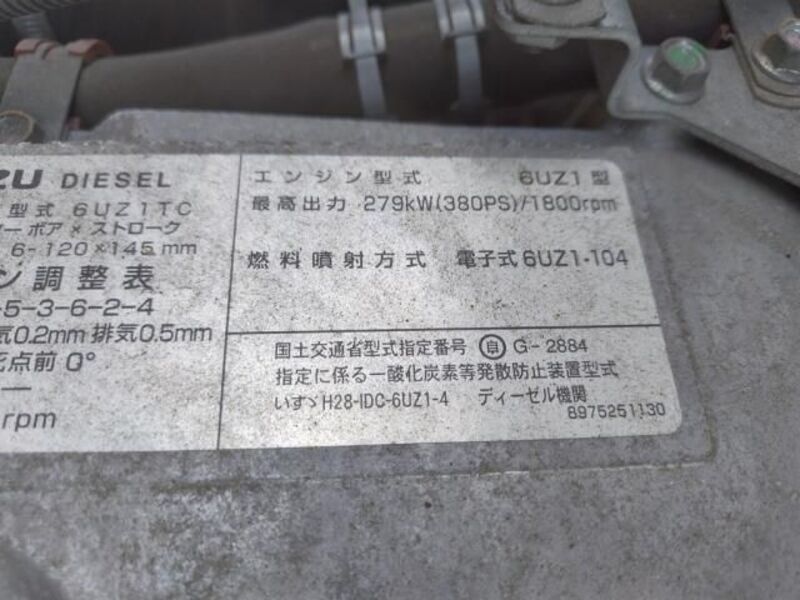 ZU DIESEL
型式 6UZ1TC
ー ボア × ストローク
6-120×145 mm
ン調整表
-5-3-6-2-4
気0.2mm 排気0.5mm
死点前 0°
rpm
エンジン型式 6UZ1型
最高出力 279kW(380PS)/1800rpm
燃料噴射方式 電子式6UZ1・104
国土交通省型式指定番号 自 G-2884
指定に係る一酸化炭素等発散防止装置型式
いすゞH28-IDC-6UZ1-4 ディーゼル機関
8975251130